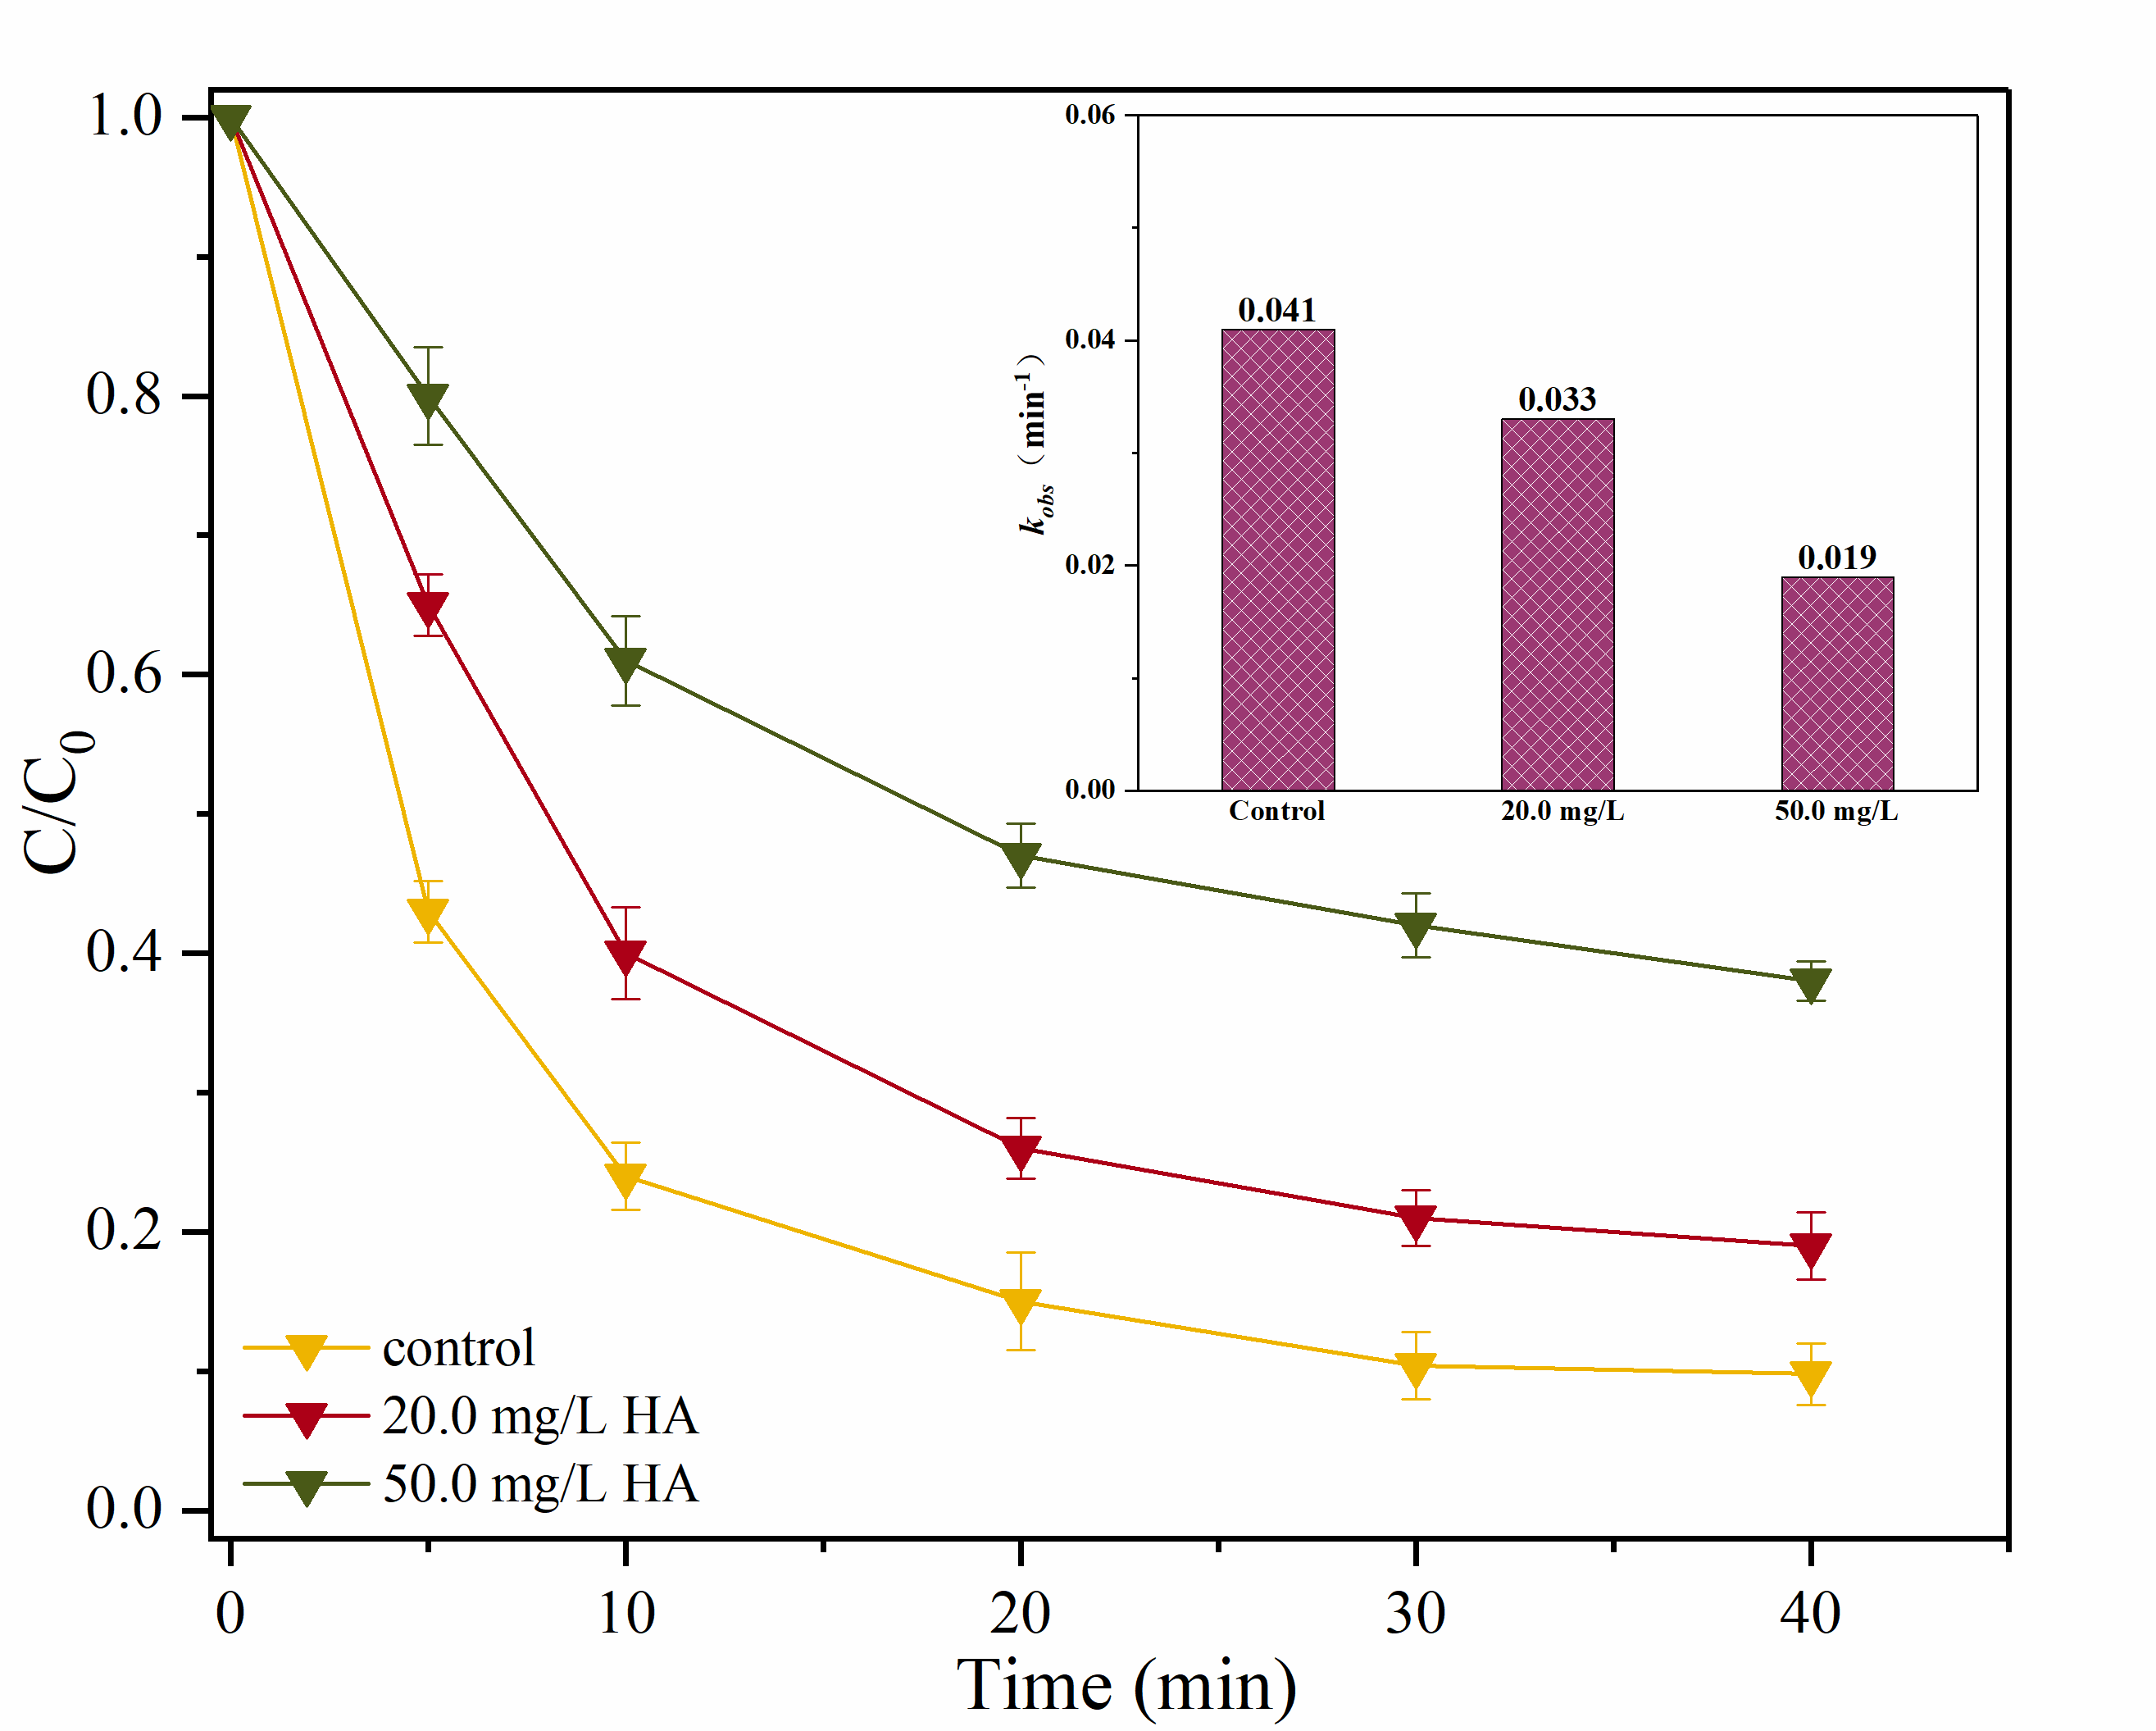 1.0
0.8
0.6
0.4
0.2
0.0
C/C0
0 10 20 30 40
Time (min)
control
20.0 mg/L HA
50.0 mg/L HA
0.06
0.04
0.02
0.00
kobs（min-1）
0.041
0.033
0.019
Control 20.0 mg/L 50.0 mg/L